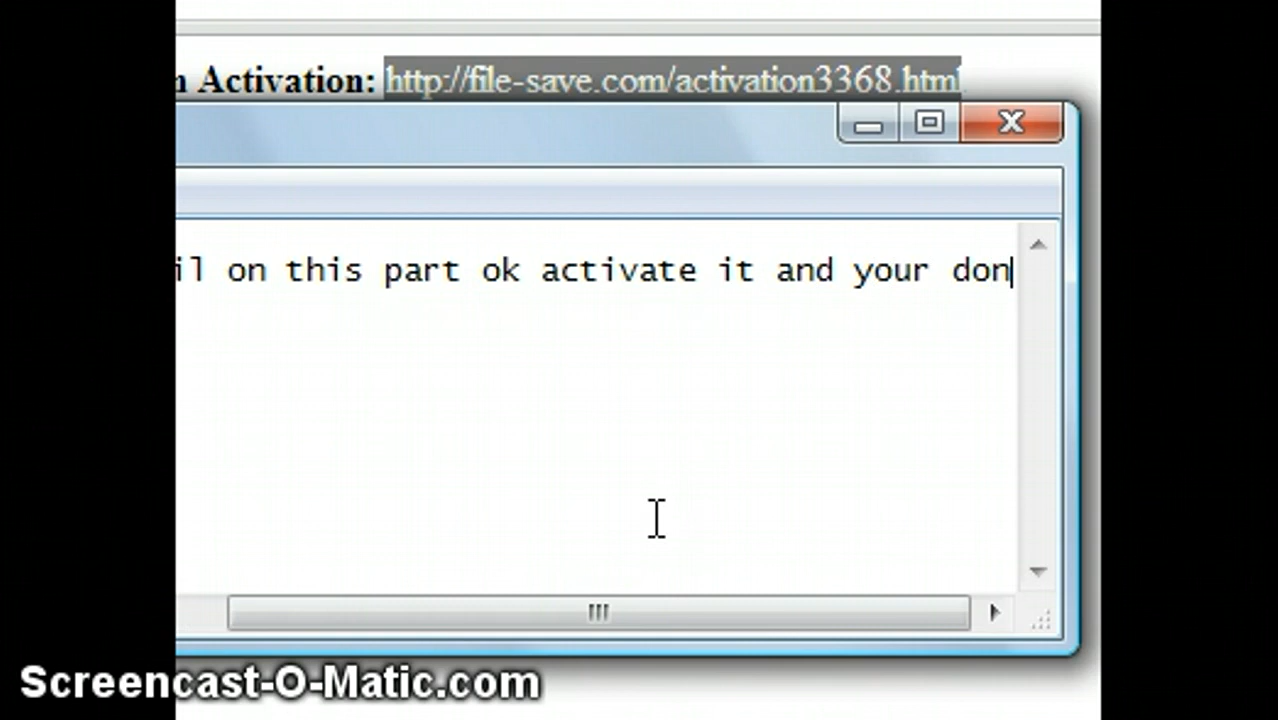 n Activation: http://file-save.com/activation3368.html
il on this part ok activate it and your don
Screencast-O-Matic.com